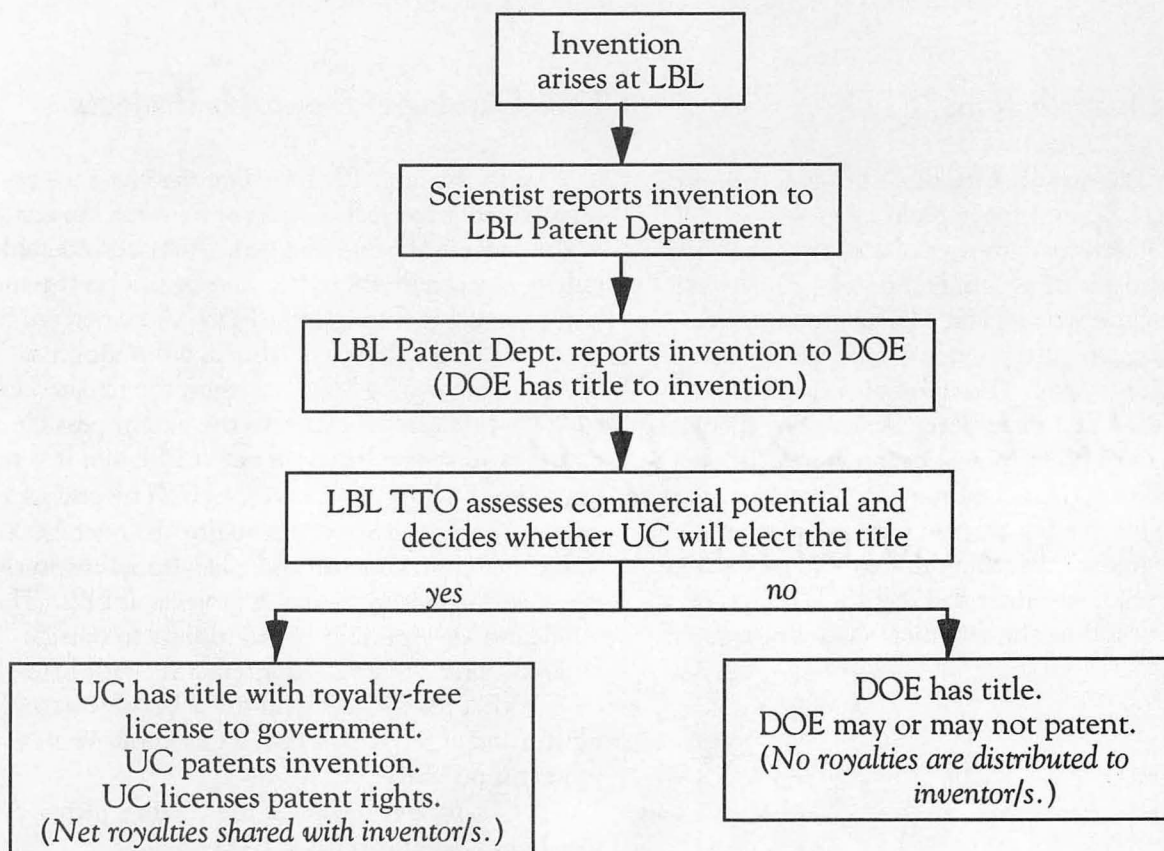 Invention
arises at LBL
Scientist reports invention to
LBL Patent Department
LBL Patent Dept. reports invention to DOE
(DOE has title to invention)
LBL TTO assesses commercial potential and
decides whether UC will elect the title
yes
no
UC has title with royalty-free
license to government.
UC patents invention.
UC licenses patent rights.
(Net royalties shared with inventor/s.)
DOE has title.
DOE may or may not patent.
(No royalties are distributed to
inventor/s.)